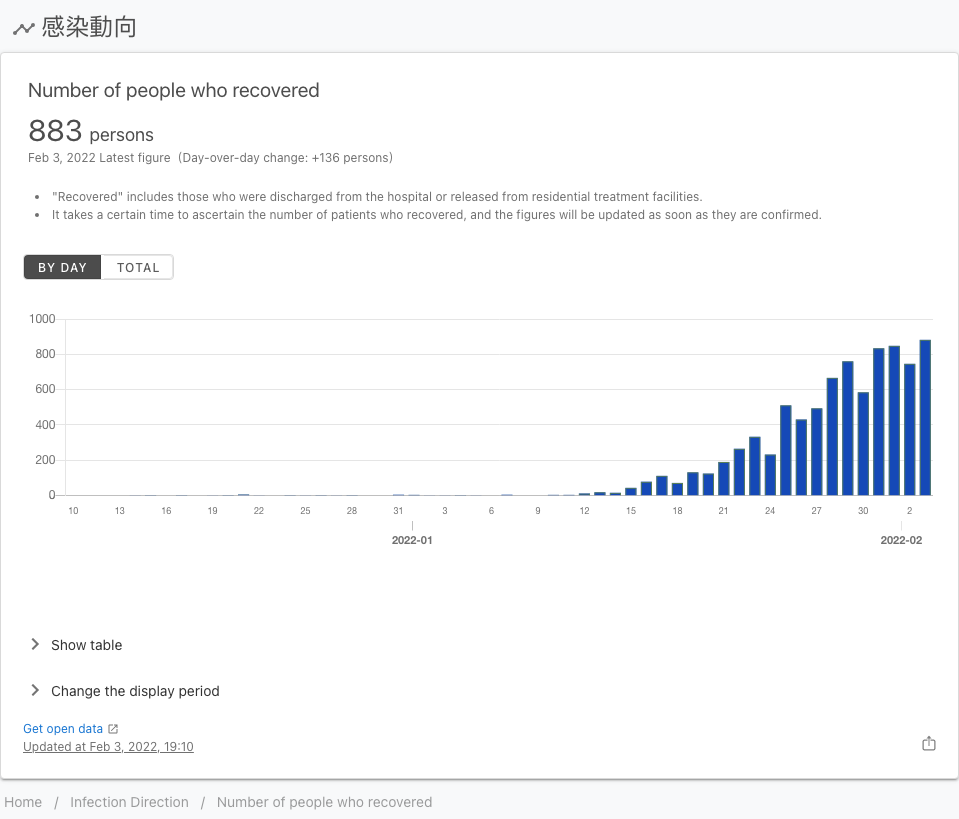 感染動向
Number of people who recovered
883 persons
Feb 3, 2022 Latest figure (Day-over-day change: +136 persons)
• "Recovered" includes those who were discharged from the hospital or released from residential treatment facilities.
• It takes a certain time to ascertain the number of patients who recovered, and the figures will be updated as soon as they are confirmed.
BY DAY TOTAL
1000
800
600
400
200
0
10 13 16 19 22 25 28 31 3 6 9 12 15 18 21 24 27 30 2
2022-01 2022-02
Show table
Change the display period
Get open data
Updated at Feb 3, 2022, 19:10
Home / Infection Direction / Number of people who recovered